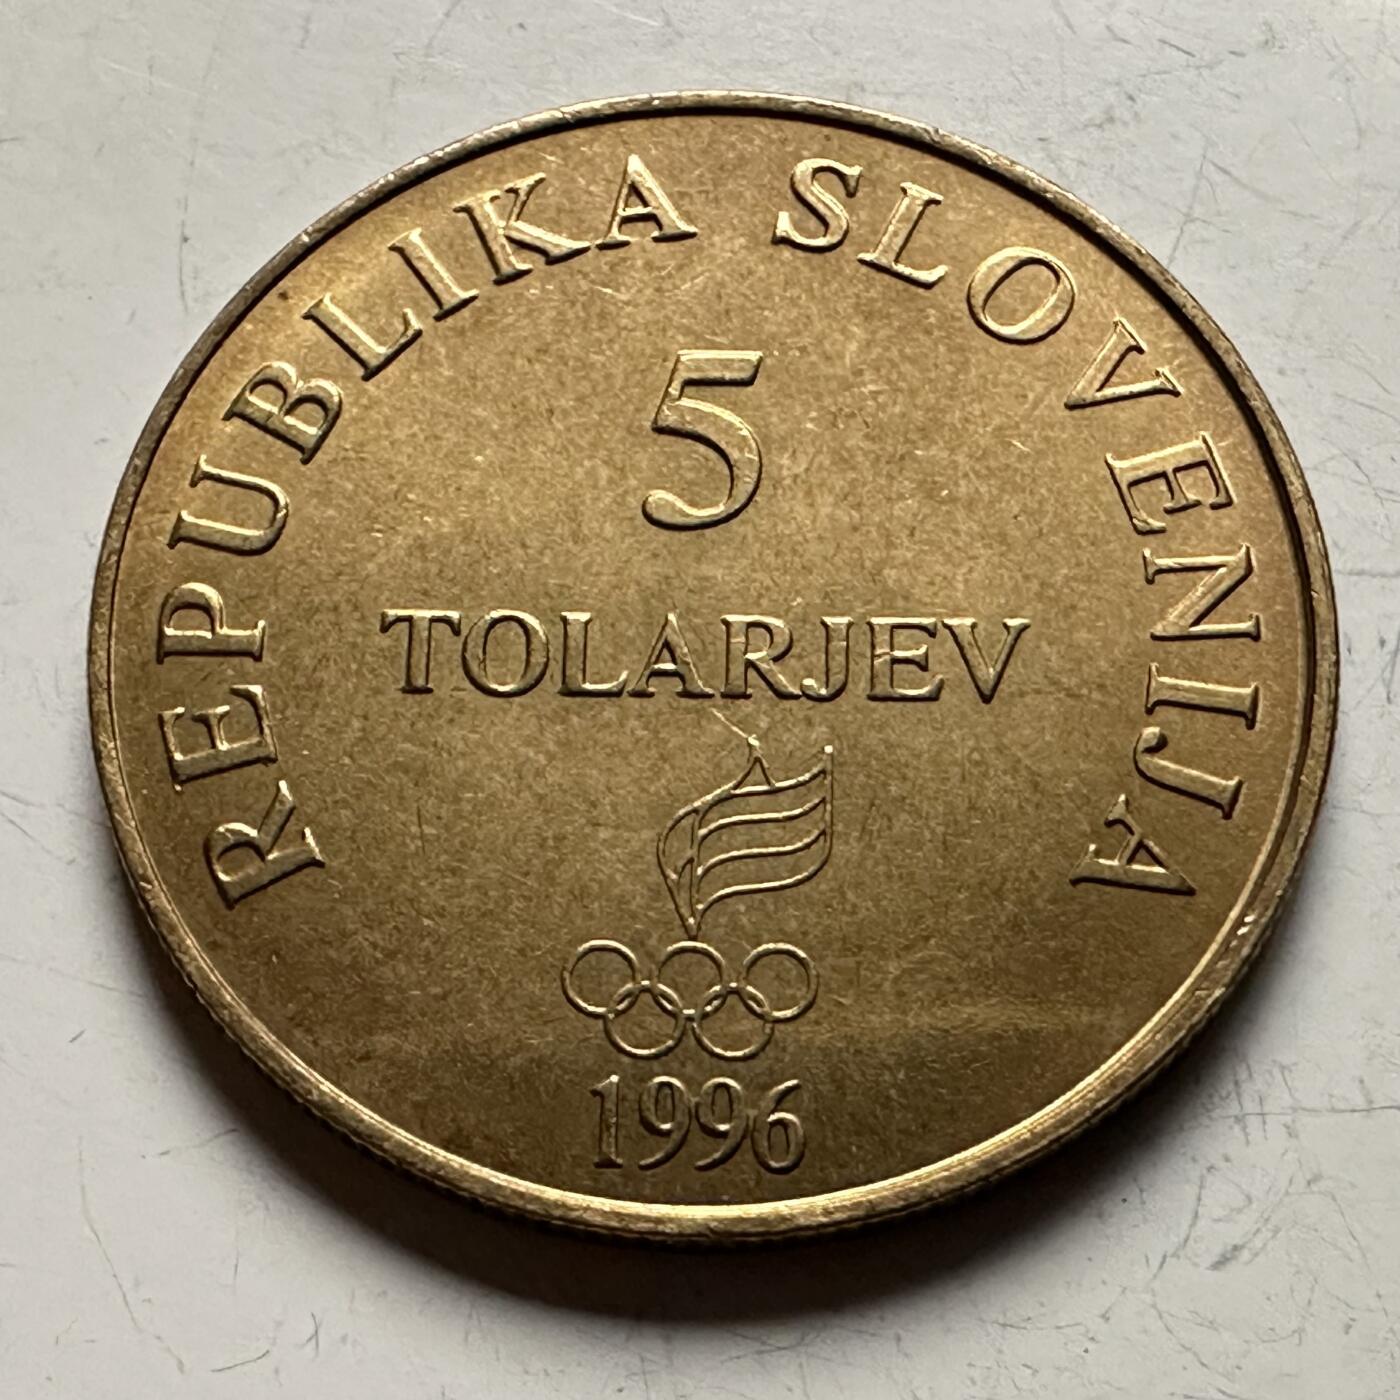 REPUBLIKA SLOVENIJA
5
TOLARJEV
1996